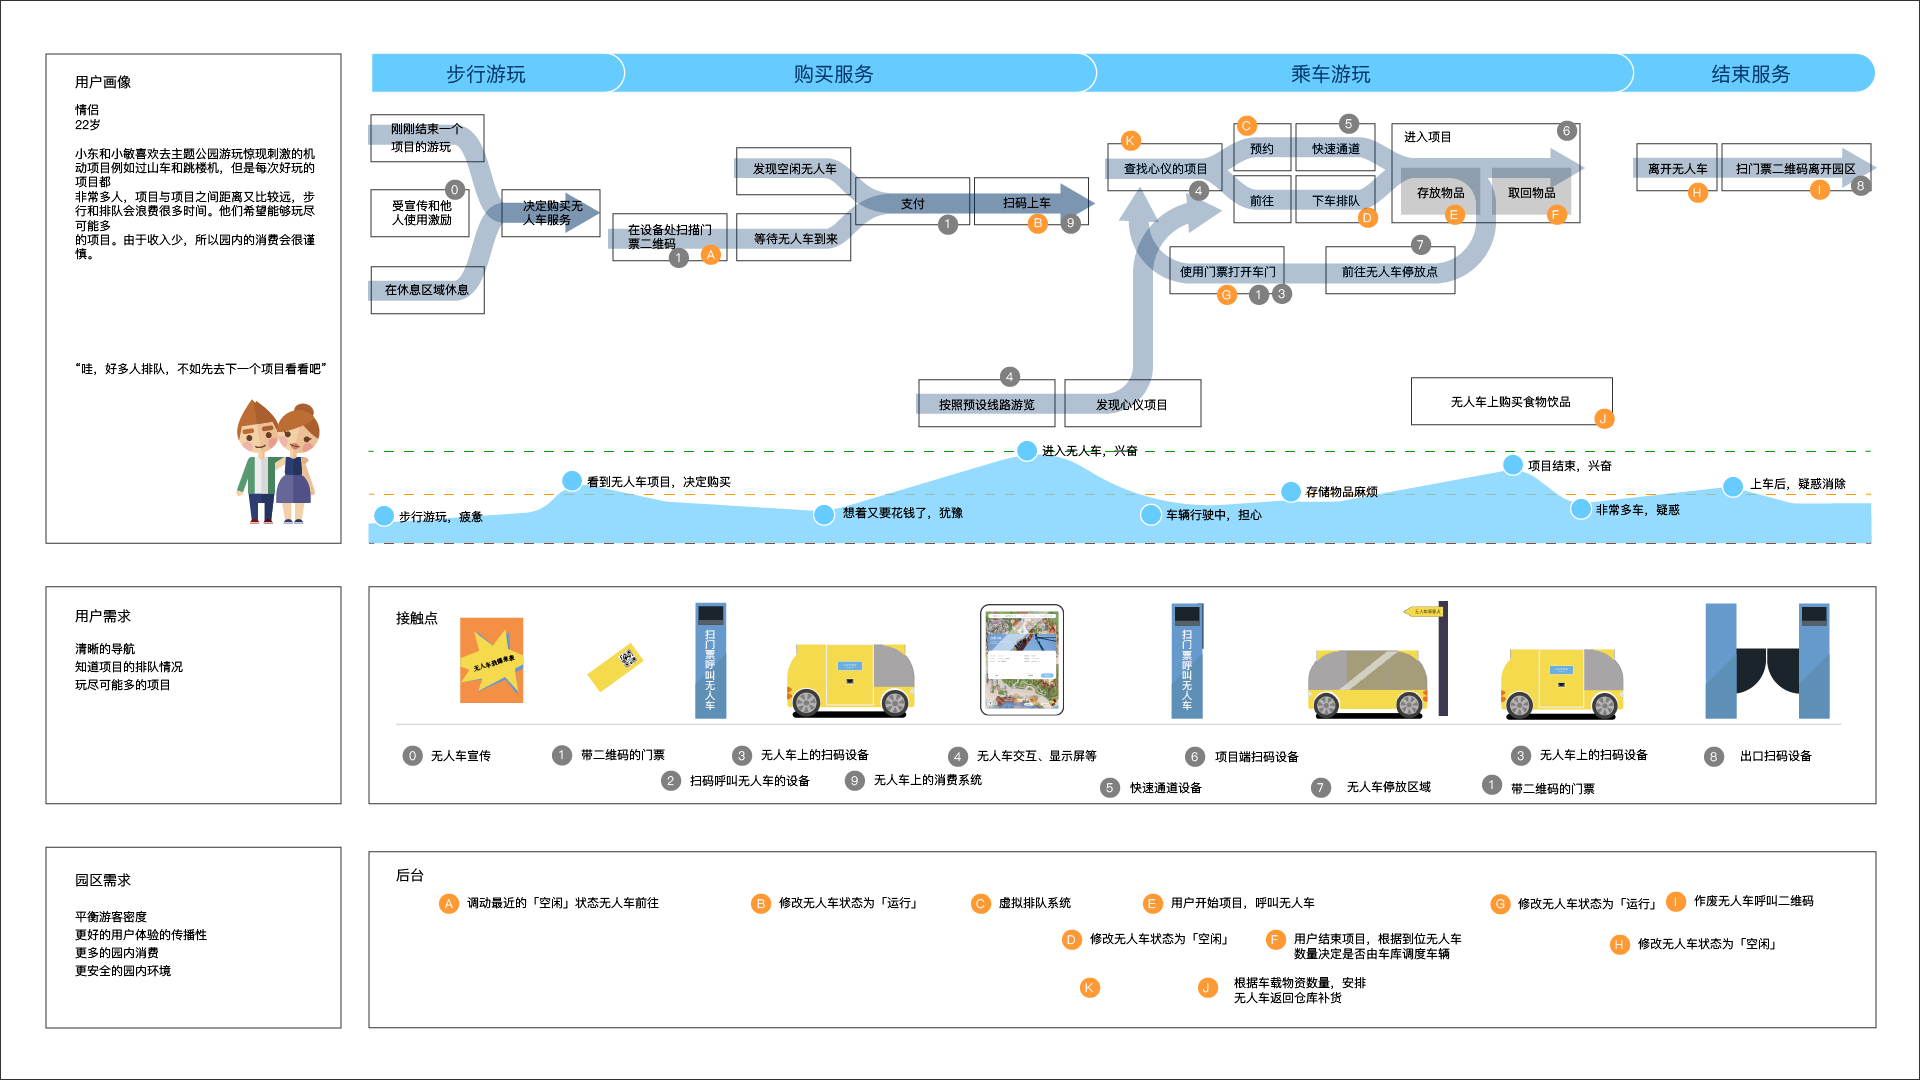 用户画像
情侣
22岁
小东和小敏喜欢去主题公园游玩惊现刺激的机
动项目例如过山车和跳楼机，但是每次好玩的
项目都
非常多人，项目与项目之间距离又比较远，步
行和排队会浪费很多时间。他们希望能够玩尽
可能多
的项目。由于收入少，所以园内的消费会很谨
慎。
“哇，好多人排队，不如先去下一个项目看看吧”
步行游玩
购买服务
乘车游玩
结束服务
刚刚结束一个
项目的游玩
0
受宣传和他
人使用激励
在休息区域休息
决定购买无
人车服务
在设备处扫描门
票二维码
1
A
发现空闲无人车
等待无人车到来
支付
1
扫码上车
B
9
K
查找心仪的项目
4
C
预约
5
快速通道
前往
下车排队
D
进入项目
6
存放物品
E
取回物品
F
使用门票打开车门
G
1
3
7
前往无人车停放点
离开无人车
H
扫门票二维码离开园区
I
8
4
按照预设线路游览
发现心仪项目
无人车上购买食物饮品
J
步行游玩，疲惫
看到无人车项目，决定购买
想着又要花钱了，犹豫
进入无人车，兴奋
车辆行驶中，担心
存储物品麻烦
项目结束，兴奋
非常多车，疑惑
上车后，疑惑消除
用户需求
清晰的导航
知道项目的排队情况
玩尽可能多的项目
接触点
扫门票呼叫无人车
扫门票呼叫无人车
0 无人车宣传
1 带二维码的门票
3 无人车上的扫码设备
4 无人车交互、显示屏等
6 项目端扫码设备
3 无人车上的扫码设备
8 出口扫码设备
2 扫码呼叫无人车的设备
9 无人车上的消费系统
5 快速通道设备
7 无人车停放区域
1 带二维码的门票
园区需求
平衡游客密度
更好的用户体验的传播性
更多的园内消费
更安全的园内环境
后台
A 调动最近的「空闲」状态无人车前往
B 修改无人车状态为「运行」
C 虚拟排队系统
E 用户开始项目，呼叫无人车
G 修改无人车状态为「运行」
I 作废无人车呼叫二维码
D 修改无人车状态为「空闲」
F 用户结束项目，根据到位无人车
数量决定是否由车库调度车辆
H 修改无人车状态为「空闲」
K
J 根据车载物资数量，安排
无人车返回仓库补货